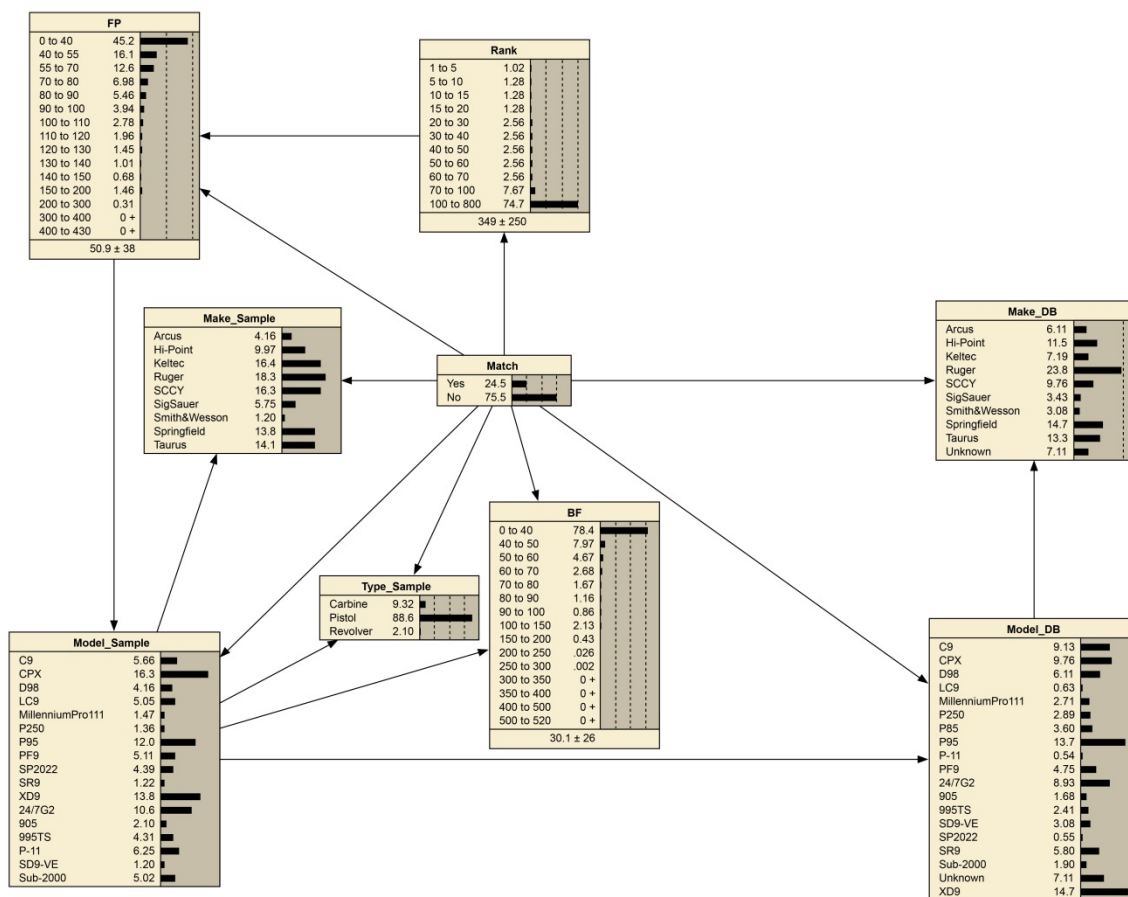 FP
0 to 40 45.2
40 to 55 16.1
55 to 70 12.6
70 to 80 6.98
80 to 90 5.46
90 to 100 3.94
100 to 110 2.78
110 to 120 1.96
120 to 130 1.45
130 to 140 1.01
140 to 150 0.68
150 to 200 1.46
200 to 300 0.31
300 to 400 0 +
400 to 430 0 +
50.9 ± 38
Rank
1 to 5 1.02
5 to 10 1.28
10 to 15 1.28
15 to 20 1.28
20 to 30 2.56
30 to 40 2.56
40 to 50 2.56
50 to 60 2.56
60 to 70 2.56
70 to 100 7.67
100 to 800 74.7
349 ± 250
Make_Sample
Arcus 4.16
Hi-Point 9.97
Keltec 16.4
Ruger 18.3
SCCY 16.3
SigSauer 5.75
Smith&Wesson 1.20
Springfield 13.8
Taurus 14.1
Match
Yes 24.5
No 75.5
Make_DB
Arcus 6.11
Hi-Point 11.5
Keltec 7.19
Ruger 23.8
SCCY 9.76
SigSauer 3.43
Smith&Wesson 3.08
Springfield 14.7
Taurus 13.3
Unknown 7.11
BF
0 to 40 78.4
40 to 50 7.97
50 to 60 4.67
60 to 70 2.68
70 to 80 1.67
80 to 90 1.16
90 to 100 0.86
100 to 150 2.13
150 to 200 0.43
200 to 250 .026
250 to 300 .002
300 to 350 0 +
350 to 400 0 +
400 to 500 0 +
500 to 520 0 +
30.1 ± 26
Type_Sample
Carbine 9.32
Pistol 88.6
Revolver 2.10
Model_Sample
C9 5.66
CPX 16.3
D98 4.16
LC9 5.05
MillenniumPro111 1.47
P250 1.36
P95 12.0
PF9 5.11
SP2022 4.39
SR9 1.22
XD9 13.8
24/7G2 10.6
905 2.10
995TS 4.31
P-11 6.25
SD9-VE 1.20
Sub-2000 5.02
Model_DB
C9 9.13
CPX 9.76
D98 6.11
LC9 0.63
MillenniumPro111 2.71
P250 2.89
P85 3.60
P95 13.7
P-11 0.54
PF9 4.75
24/7G2 8.93
905 1.68
995TS 2.41
SD9-VE 3.08
SP2022 0.55
SR9 5.80
Sub-2000 1.90
Unknown 7.11
XD9 14.7